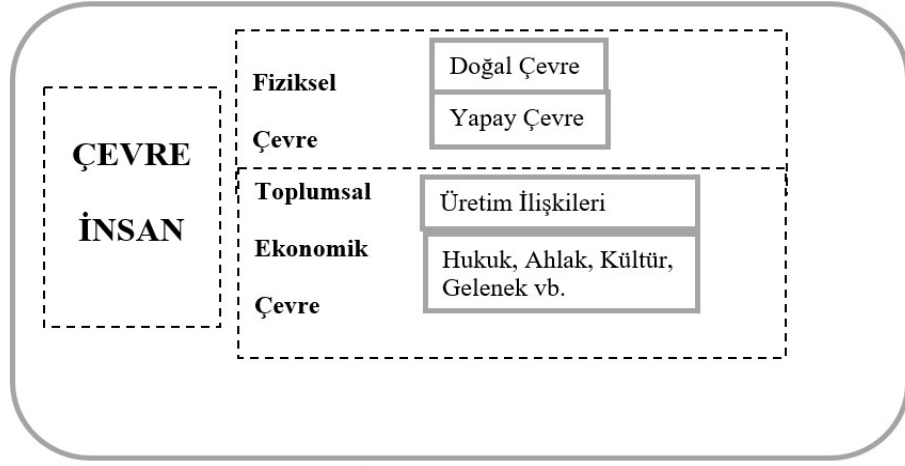 ÇEVRE
İNSAN
Fiziksel
Çevre
Doğal Çevre
Yapay Çevre
Toplumsal
Ekonomik
Çevre
Üretim İlişkileri
Hukuk, Ahlak, Kültür,
Gelenek vb.